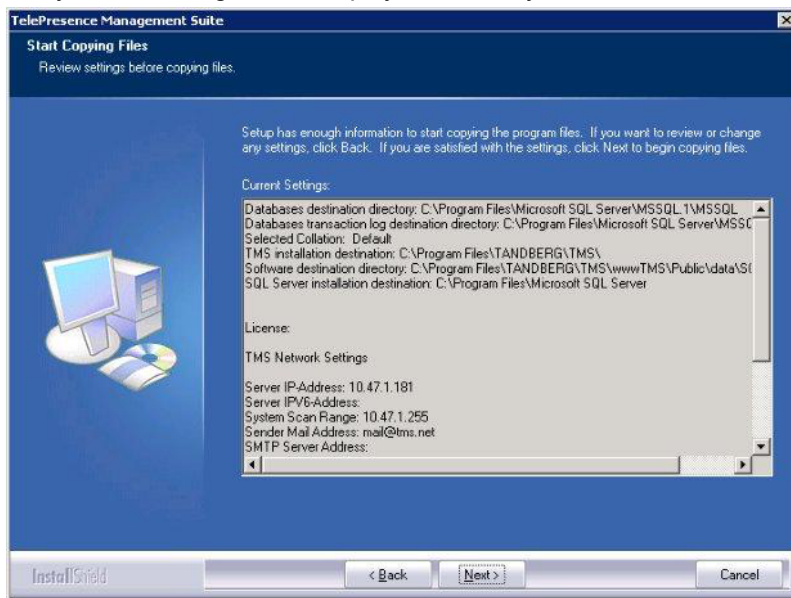 TelePresence Management Suite
Start Copying Files
Review settings before copying files.
Setup has enough information to start copying the program files. If you want to review or change
any settings, click Back. If you are satisfied with the settings, click Next to begin copying files.
Current Settings:
Databases destination directory: C:\Program Files\Microsoft SQL Server\MSSQL.1\MSSQL
Databases transaction log destination directory: C:\Program Files\Microsoft SQL Server\MSSQ
Selected Collation: Default
TMS installation destination: C:\Program Files\TANDBERG\TMS\
Software destination directory: C:\Program Files\TANDBERG\TMS\wwwTMS\Public\data\S
SQL Server installation destination: C:\Program Files\Microsoft SQL Server
License:
TMS Network Settings
Server IP-Address: 10.47.1.181
Server IPV6-Address:
System Scan Range: 10.47.1.255
Sender Mail Address: mail@tms.net
SMTP Server Address:
InstallShield
< Back
Next >
Cancel